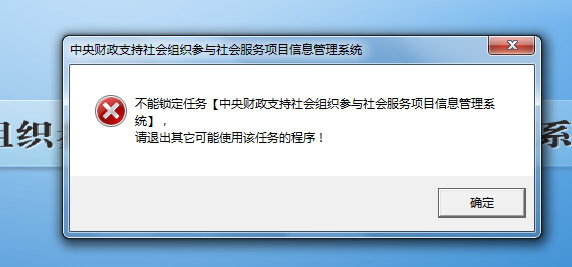 中央财政支持社会组织参与社会服务项目信息管理系统
不能锁定任务【中央财政支持社会组织参与社会服务项目信息管理系
统】，
请退出其它可能使用该任务的程序！
组织
系
确定